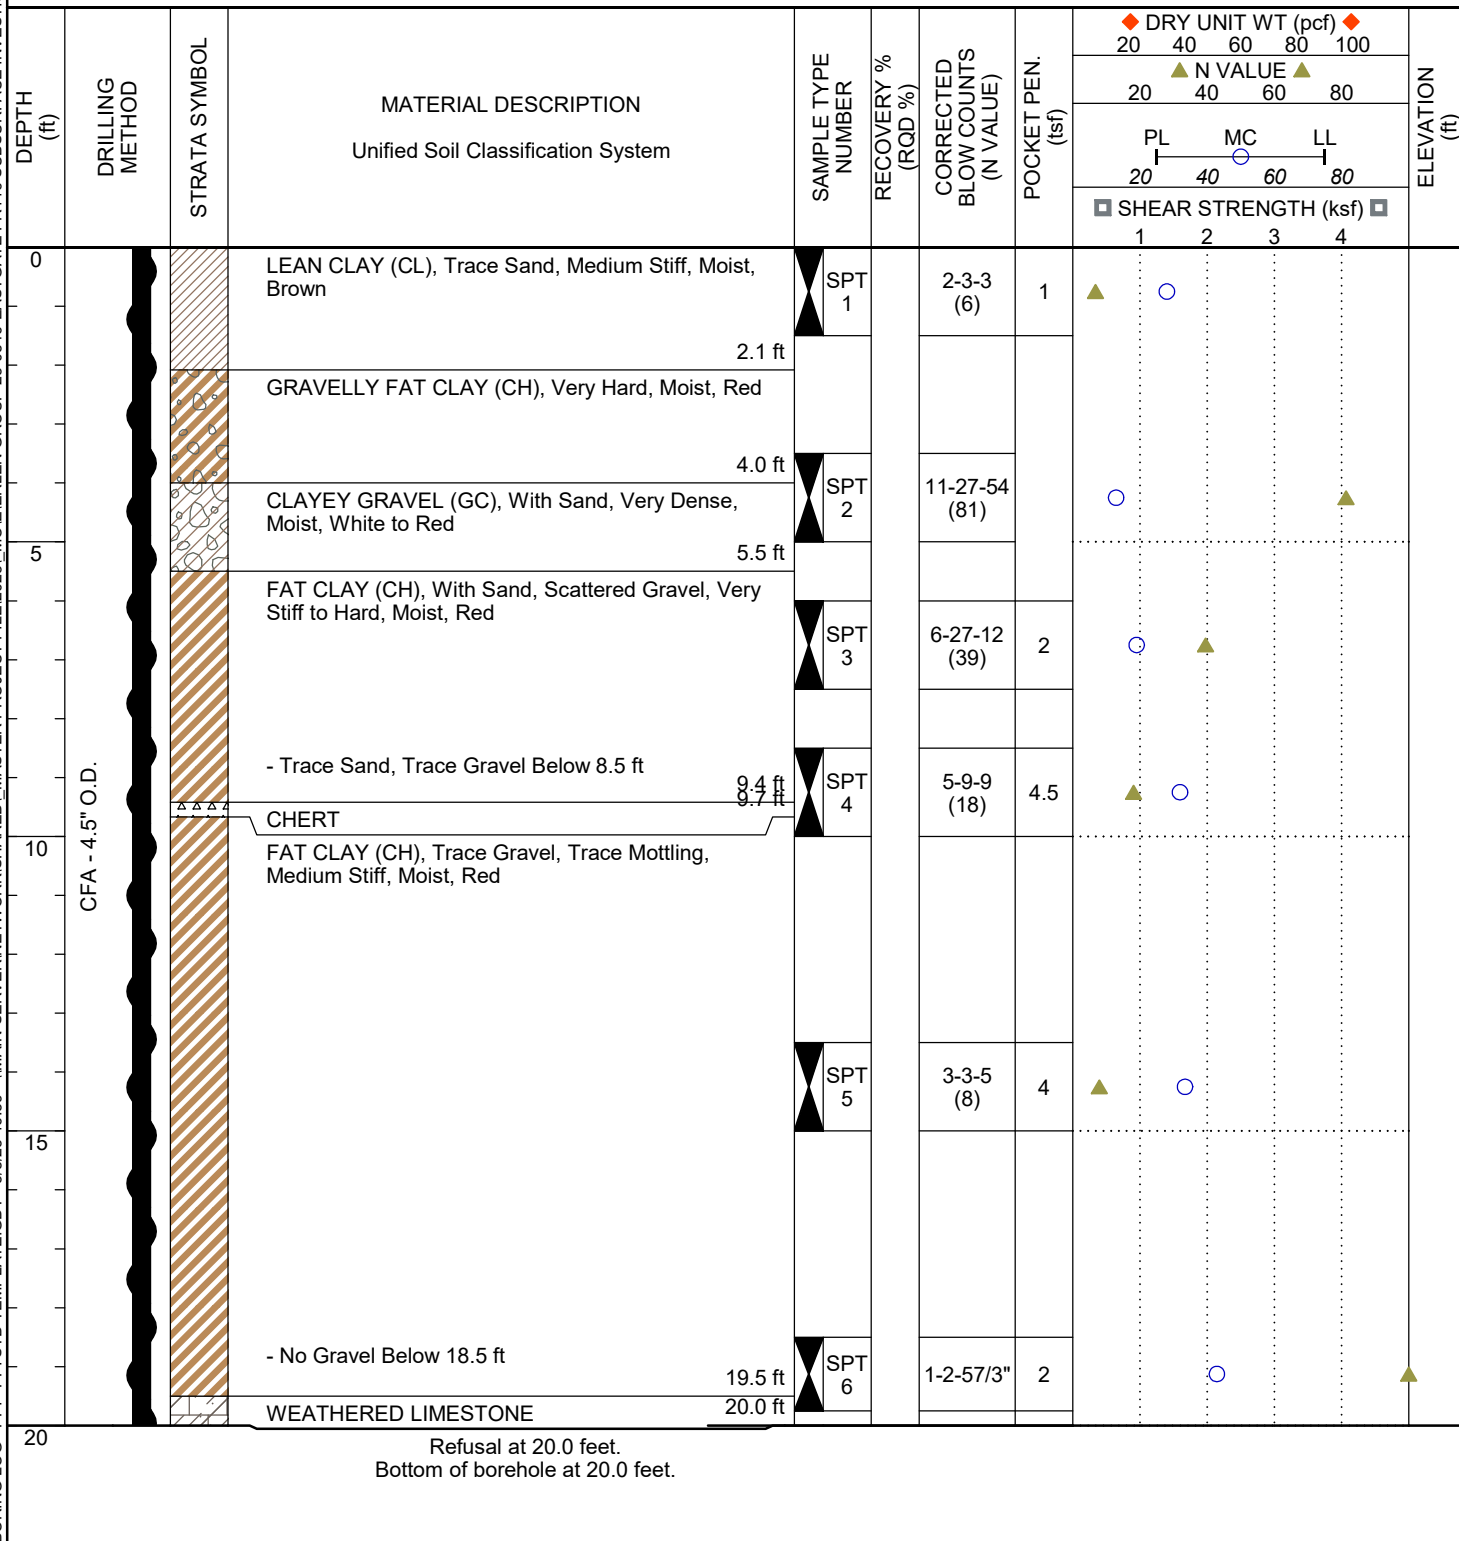 DEPTH
(ft)
DRILLING
METHOD
STRATA SYMBOL
MATERIAL DESCRIPTION
Unified Soil Classification System
SAMPLE TYPE
NUMBER
RECOVERY %
(RQD %)
CORRECTED
BLOW COUNTS
(N VALUE)
POCKET PEN.
(tsf)
DRY UNIT WT (pcf)
20 40 60 80 100
N VALUE
20 40 60 80
PL MC LL
20 40 60 80
SHEAR STRENGTH (ksf)
1 2 3 4
ELEVATION
(ft)
0
LEAN CLAY (CL), Trace Sand, Medium Stiff, Moist,
Brown
2.1 ft
SPT
1
2-3-3
(6)
1
GRAVELLY FAT CLAY (CH), Very Hard, Moist, Red
4.0 ft
CLAYEY GRAVEL (GC), With Sand, Very Dense,
Moist, White to Red
5.5 ft
SPT
2
11-27-54
(81)
5
FAT CLAY (CH), With Sand, Scattered Gravel, Very
Stiff to Hard, Moist, Red
SPT
3
6-27-12
(39)
2
- Trace Sand, Trace Gravel Below 8.5 ft
9.4 ft
9.7 ft
SPT
4
5-9-9
(18)
4.5
CFA - 4.5" O.D.
CHERT
10
FAT CLAY (CH), Trace Gravel, Trace Mottling,
Medium Stiff, Moist, Red
SPT
5
3-3-5
(8)
4
15
- No Gravel Below 18.5 ft
19.5 ft
SPT
6
1-2-57/3"
2
WEATHERED LIMESTONE
20.0 ft
20
Refusal at 20.0 feet.
Bottom of borehole at 20.0 feet.